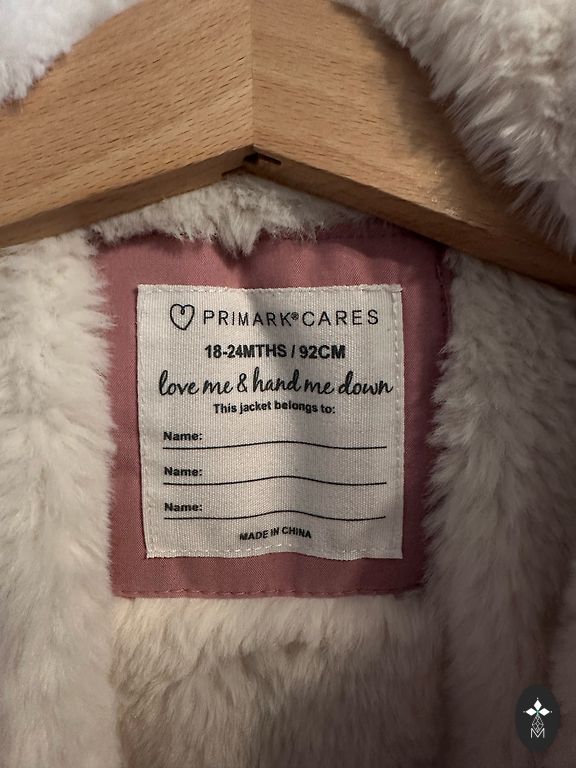 PRIMARK® CARES
18-24MTHS / 92CM
love me & hand me down
This jacket belongs to:
Name:
Name:
Name:
MADE IN CHINA
M